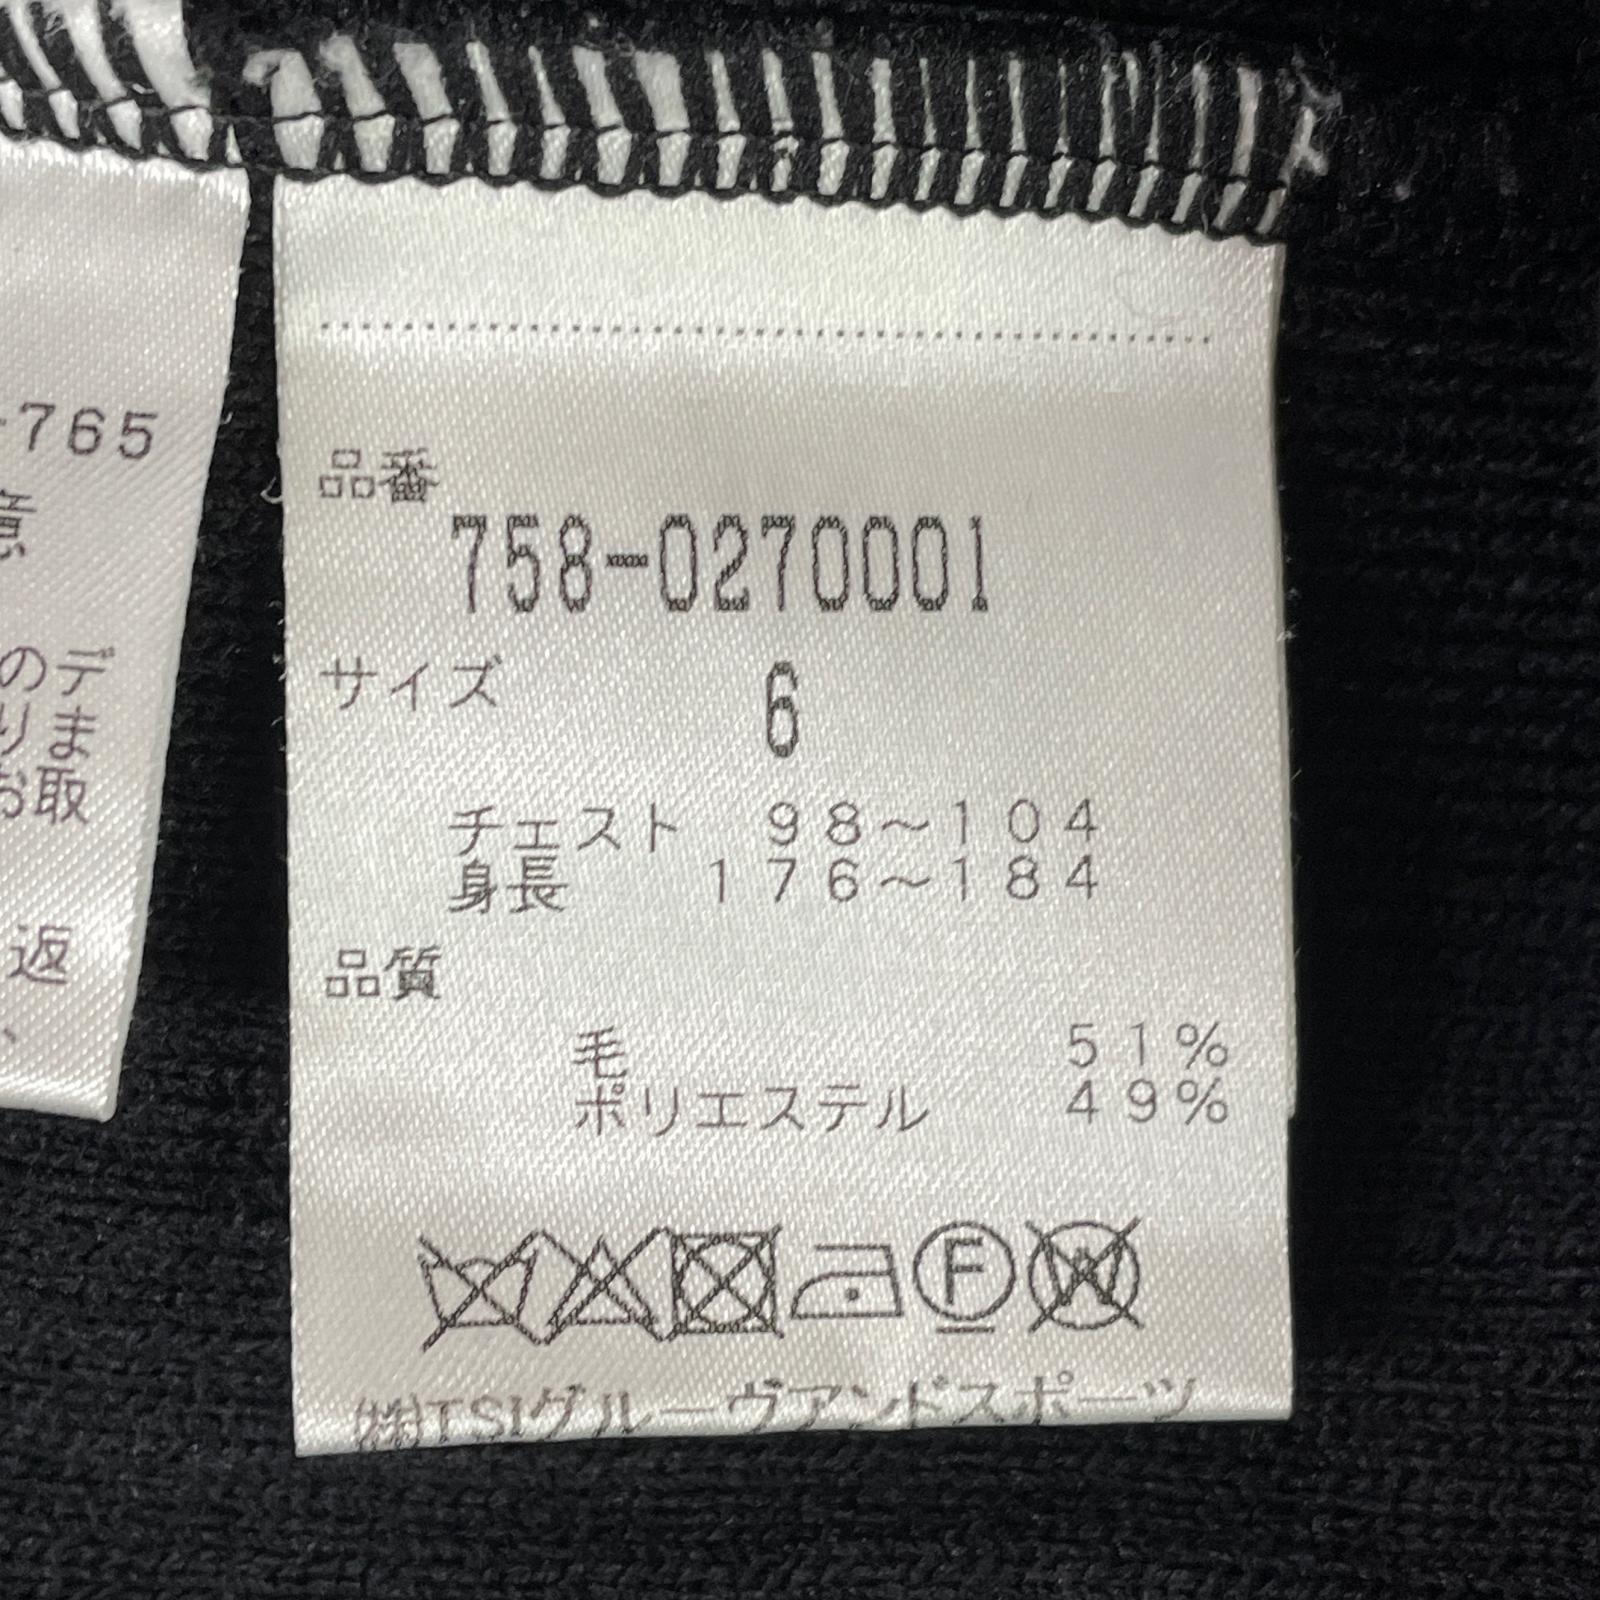 -765
のデ
りま
お取
返
、
品番
758-0270001
サイズ 6
チェスト 98～104
身長 176～184
品質
毛 51%
ポリエステル 49%
F
W
(株)TSIグルーヴアンドスポーツ